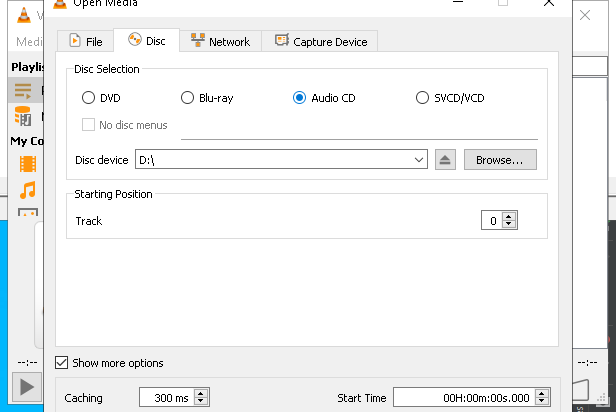 Open Media
Medi
File
Disc
Network
Capture Device
Playlis
My Co
Disc Selection
DVD
Blu-ray
Audio CD
SVCD/VCD
No disc menus
Disc device
D:\
Browse...
Starting Position
Track
0
Show more options
Caching
300 ms
Start Time
00H:00m:00s.000
--:--
--:--